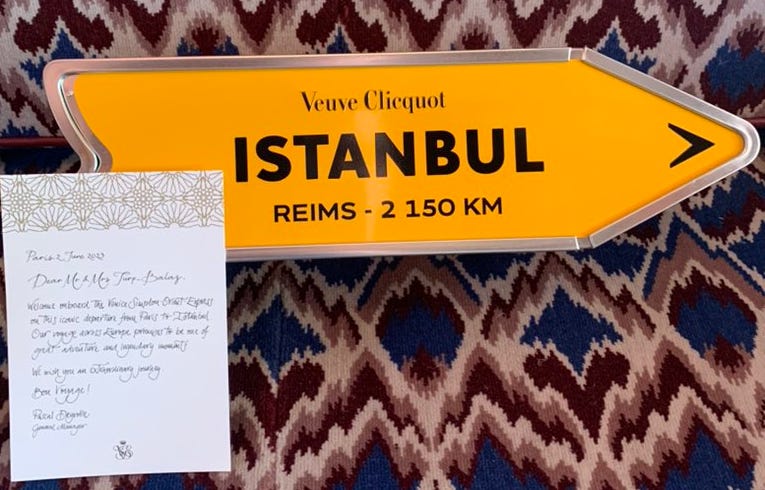 Veuve Clicquot
ISTANBUL
REIMS - 2 150 KM
Paris 2 June 2023
Dear Mr & Mrs
Welcome onboard the Venice Simplon Orient Express
on this iconic departure from Paris to Istanbul.
Our voyage across Europe promises to be one of
great adventure and legendary moments
We wish you an Extraordinary journey
Bon Voyage!
General Manager